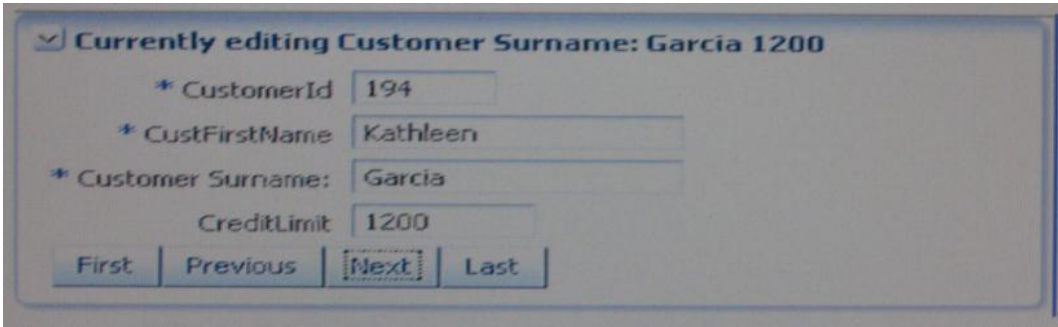 Currently editing Customer Surname: Garcia 1200
* CustomerId 194
* CustFirstName Kathleen
* Customer Surname: Garcia
CreditLimit 1200
First Previous Next Last